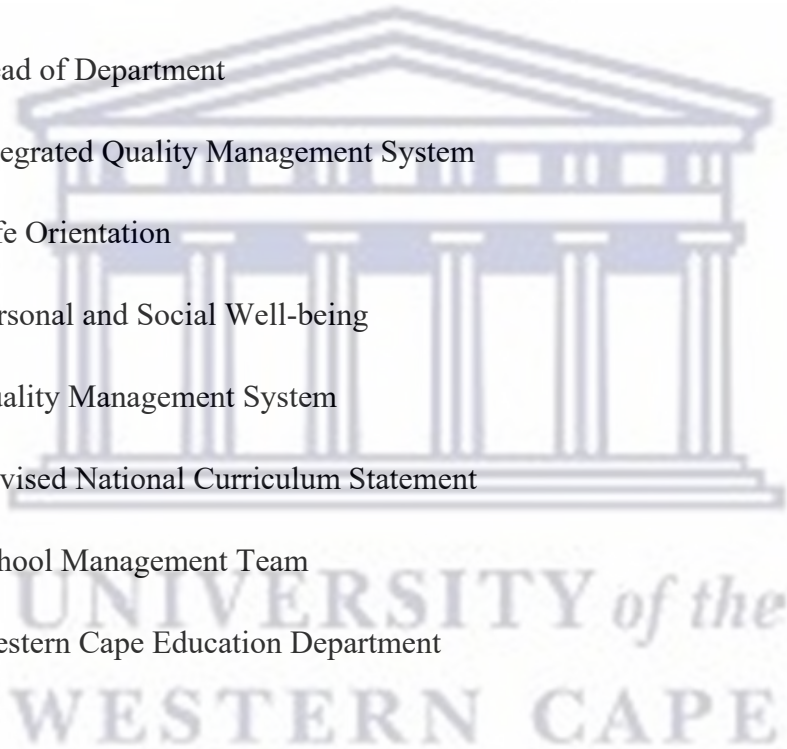 ad of Department
egrated Quality Management System
fe Orientation
rsonal and Social Well-being
ality Management System
vised National Curriculum Statement
hool Management Team
UNIVERSITY of the
estern Cape Education Department
WESTERN CAPE